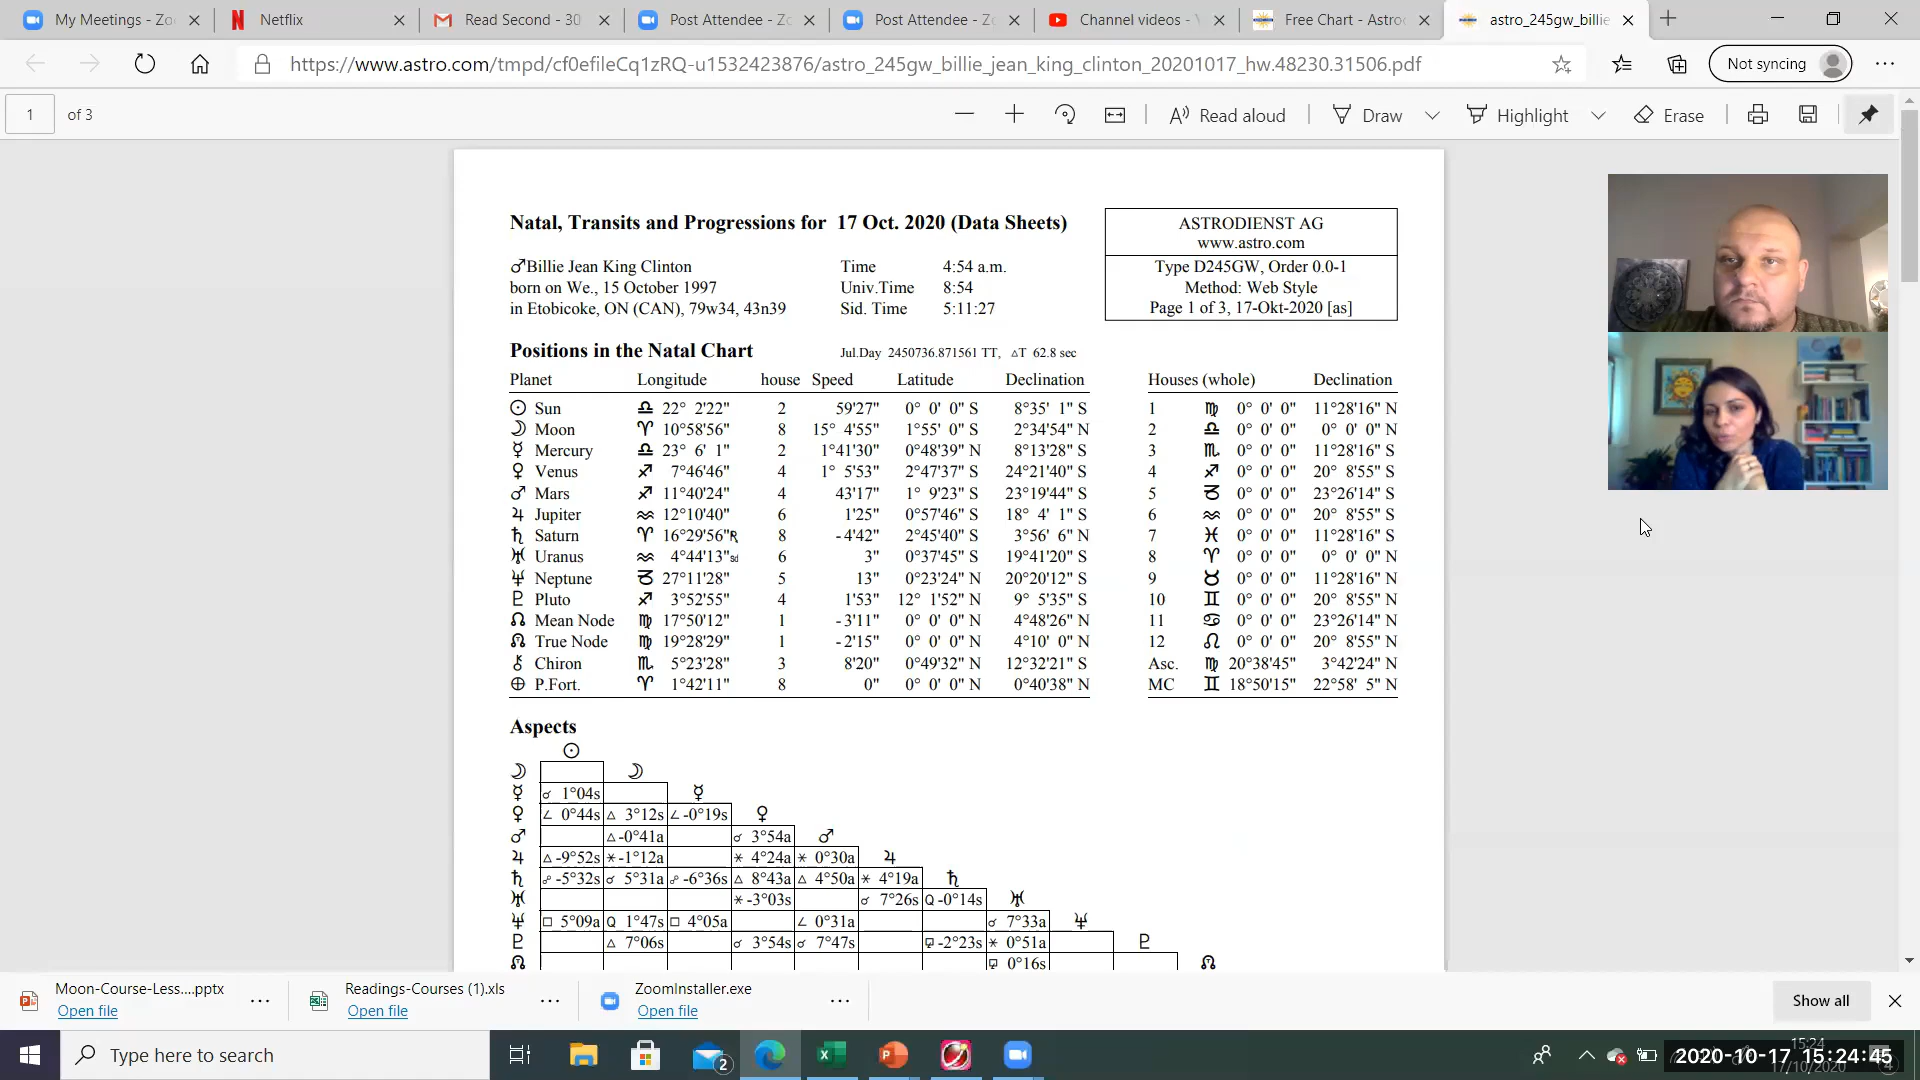 My Meetings - Zo
Netflix
Read Second - 30
Post Attendee - Zo
Post Attendee - Zo
Channel videos -
Free Chart - Astro
astro_245gw_billie
https://www.astro.com/tmpd/cf0efileCq1zRQ-u1532423876/astro_245gw_billie_jean_king_clinton_20201017_hw.48230.31506.pdf
Not syncing
1 of 3
Read aloud
Draw
Highlight
Erase
Natal, Transits and Progressions for 17 Oct. 2020 (Data Sheets)
ASTRODIENST AG
www.astro.com
Type D245GW, Order 0.0-1
Method: Web Style
Page 1 of 3, 17-Okt-2020 [as]
♂Billie Jean King Clinton Time 4:54 a.m.
born on We., 15 October 1997 Univ.Time 8:54
in Etobicoke, ON (CAN), 79w34, 43n39 Sid. Time 5:11:27
Positions in the Natal Chart Jul.Day 2450736.871561 TT, ΔT 62.8 sec
Planet Longitude house Speed Latitude Declination Houses (whole) Declination
☉ Sun ♎ 22° 2'22" 2 59'27" 0° 0' 0" S 8°35' 1" S 1 ♍ 0° 0' 0" 11°28'16" N
☽ Moon ♈ 10°58'56" 8 15° 4'55" 1°55' 0" S 2°34'54" N 2 ♎ 0° 0' 0" 0° 0' 0" N
☿ Mercury ♎ 23° 6' 1" 2 1°41'30" 0°48'39" N 8°13'28" S 3 ♏ 0° 0' 0" 11°28'16" S
♀ Venus ♐ 7°46'46" 4 1° 5'53" 2°47'37" S 24°21'40" S 4 ♐ 0° 0' 0" 20° 8'55" S
♂ Mars ♐ 11°40'24" 4 43'17" 1° 9'23" S 23°19'44" S 5 ♑ 0° 0' 0" 23°26'14" S
♃ Jupiter ♒ 12°10'40" 6 1'25" 0°57'46" S 18° 4' 1" S 6 ♒ 0° 0' 0" 20° 8'55" S
♄ Saturn ♈ 16°29'56"℞ 8 -4'42" 2°45'40" S 3°56' 6" N 7 ♓ 0° 0' 0" 11°28'16" S
♅ Uranus ♒ 4°44'13"sd 6 3" 0°37'45" S 19°41'20" S 8 ♈ 0° 0' 0" 0° 0' 0" N
♆ Neptune ♑ 27°11'28" 5 13" 0°23'24" N 20°20'12" S 9 ♉ 0° 0' 0" 11°28'16" N
♇ Pluto ♐ 3°52'55" 4 1'53" 12° 1'52" N 9° 5'35" S 10 ♊ 0° 0' 0" 20° 8'55" N
☊ Mean Node ♍ 17°50'12" 1 -3'11" 0° 0' 0" N 4°48'26" N 11 ♋ 0° 0' 0" 23°26'14" N
☊ True Node ♍ 19°28'29" 1 -2'15" 0° 0' 0" N 4°10' 0" N 12 ♌ 0° 0' 0" 20° 8'55" N
⚷ Chiron ♏ 5°23'28" 3 8'20" 0°49'32" N 12°32'21" S Asc. ♍ 20°38'45" 3°42'24" N
⊕ P.Fort. ♈ 1°42'11" 8 0" 0° 0' 0" N 0°40'38" N MC ♊ 18°50'15" 22°58' 5" N
Aspects
☉
☽ ☽
☿ ☌ 1°04s ☿
♀ ∠ 0°44s △ 3°12s ∠ -0°19s ♀
♂ △ -0°41a ☌ 3°54a ♂
♃ △ -9°52s ⚹ -1°12a ⚹ 4°24a ⚹ 0°30a ♃
♄ ☍ -5°32s ☌ 5°31a ☍ -6°36s △ 8°43a △ 4°50a ⚹ 4°19a ♄
♅ ⚹ -3°03s ☌ 7°26s Q -0°14s ♅
♆ □ 5°09a Q 1°47s □ 4°05a ∠ 0°31a ☌ 7°33a ♆
♇ △ 7°06s ☌ 3°54s ☌ 7°47s ⚼ -2°23s ⚹ 0°51a ♇
☊ ⚼ 0°16s ☊
Moon-Course-Less....pptx
Open file
Readings-Courses (1).xls
Open file
ZoomInstaller.exe
Open file
Show all
Type here to search
2
2020-10-17 15:24:45